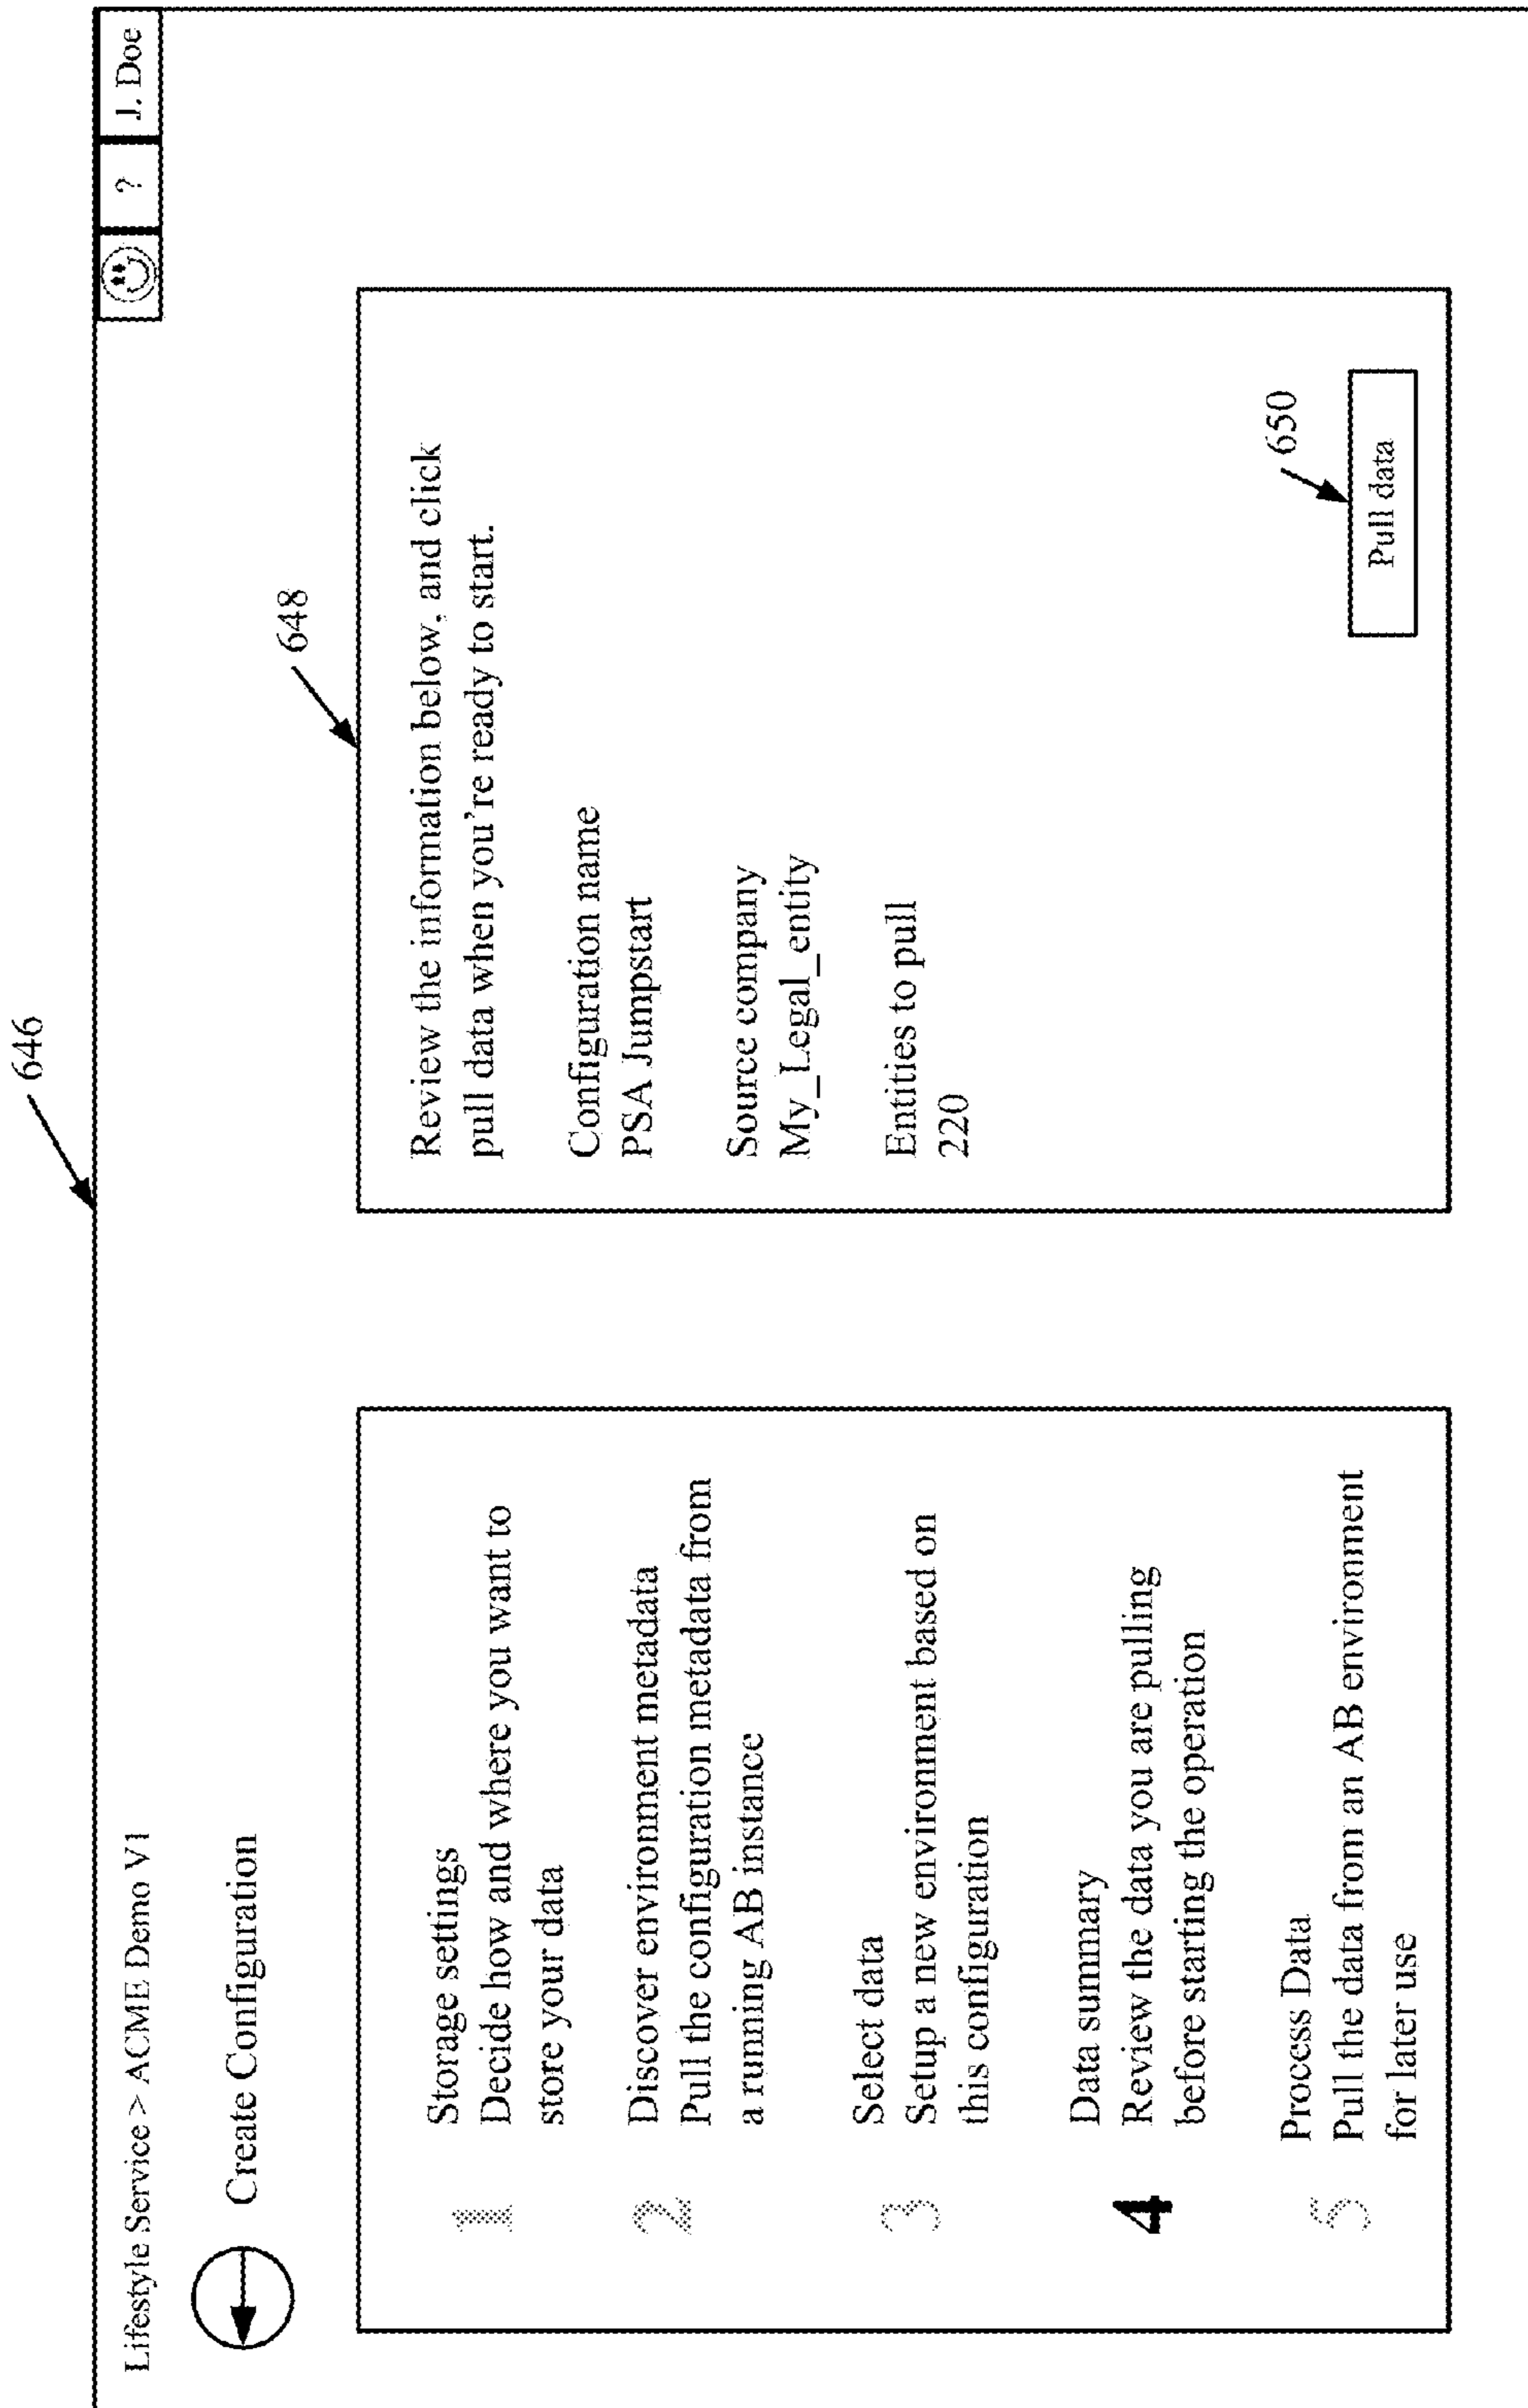 646
Lifestyle Service > ACME Demo V1
? J. Doe
Create Configuration
1
Storage settings
Decide how and where you want to
store your data
2
Discover environment metadata
Pull the configuration metadata from
a running AB instance
3
Select data
Setup a new environment based on
this configuration
4
Data summary
Review the data you are pulling
before starting the operation
5
Process Data
Pull the data from an AB environment
for later use
648
Review the information below, and click
pull data when you're ready to start.
Configuration name
PSA Jumpstart
Source company
My_Legal_entity
Entities to pull
220
650
Pull data